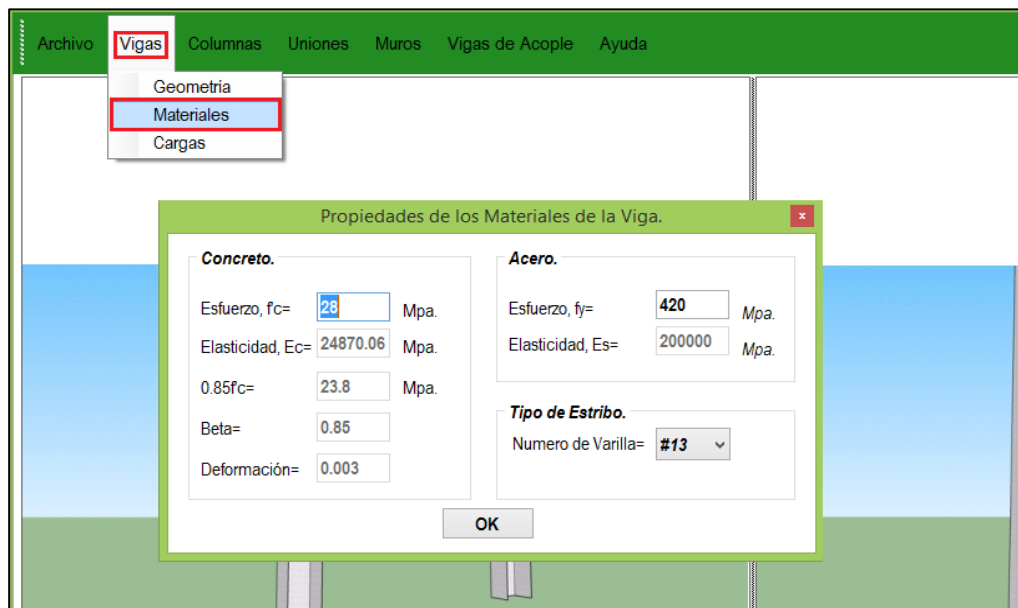 Archivo Vigas Columnas Uniones Muros Vigas de Acople Ayuda
Geometria
Materiales
Cargas
Propiedades de los Materiales de la Viga.
x
Concreto.
Esfuerzo, f'c= 28 Mpa.
Elasticidad, Ec= 24870.06 Mpa.
0.85f'c= 23.8 Mpa.
Beta= 0.85
Deformación= 0.003
Acero.
Esfuerzo, fy= 420 Mpa.
Elasticidad, Es= 200000 Mpa.
Tipo de Estribo.
Numero de Varilla= #13
OK